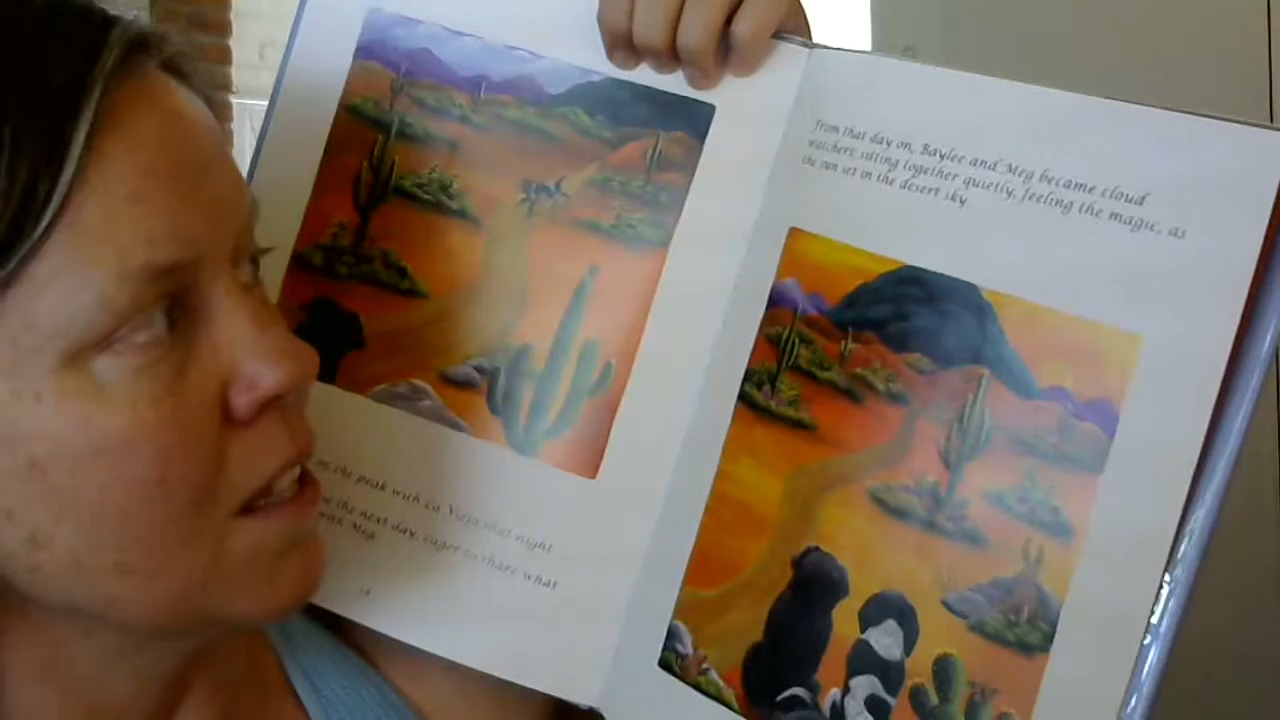 the peak with La Vieja that night
the next day, eager to share what
with Meg.
From that day on, Baylee and Meg became cloud
watchers, sitting together quietly, feeling the magic, as
the sun set in the desert sky.